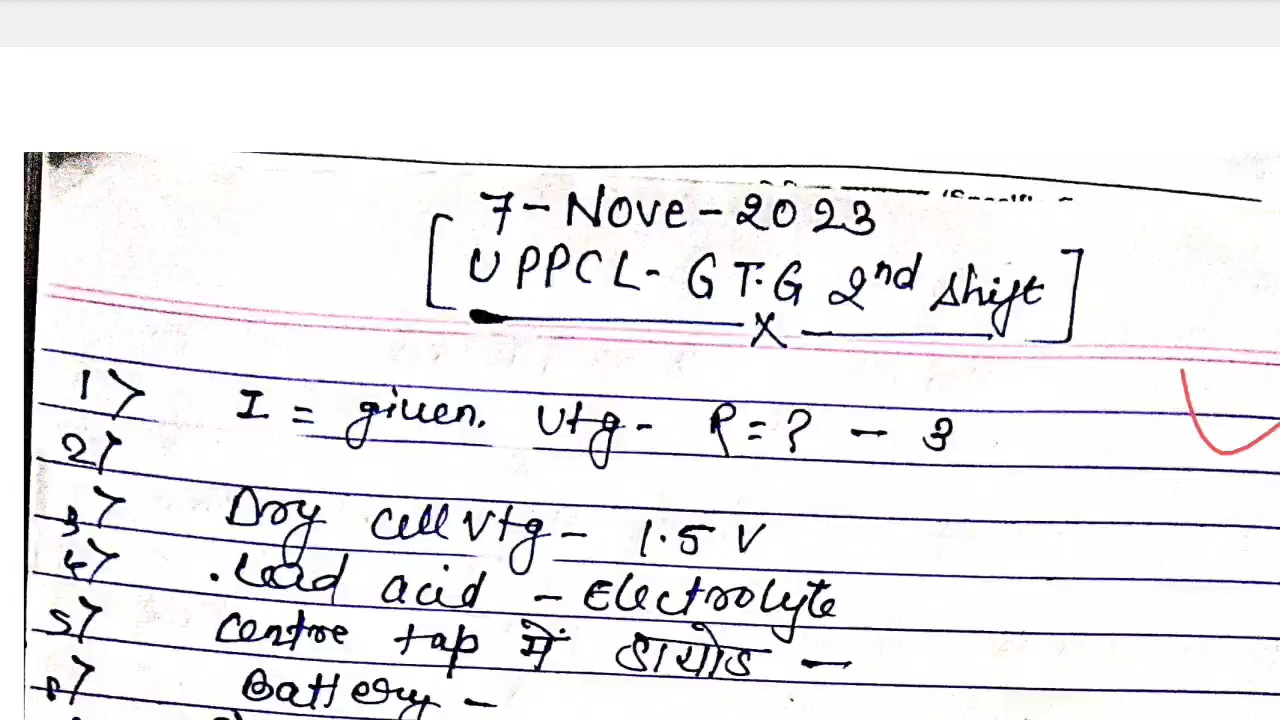 7-Nove-2023
[UPPCL- G T.G 2nd Shift]
X
1> I = given. Vtg - P=? - 3
2>
3> Dry cell Vtg - 1.5 V
4> .Lead acid - Electrolyte
5> Centre tap में डायोड -
Battery -